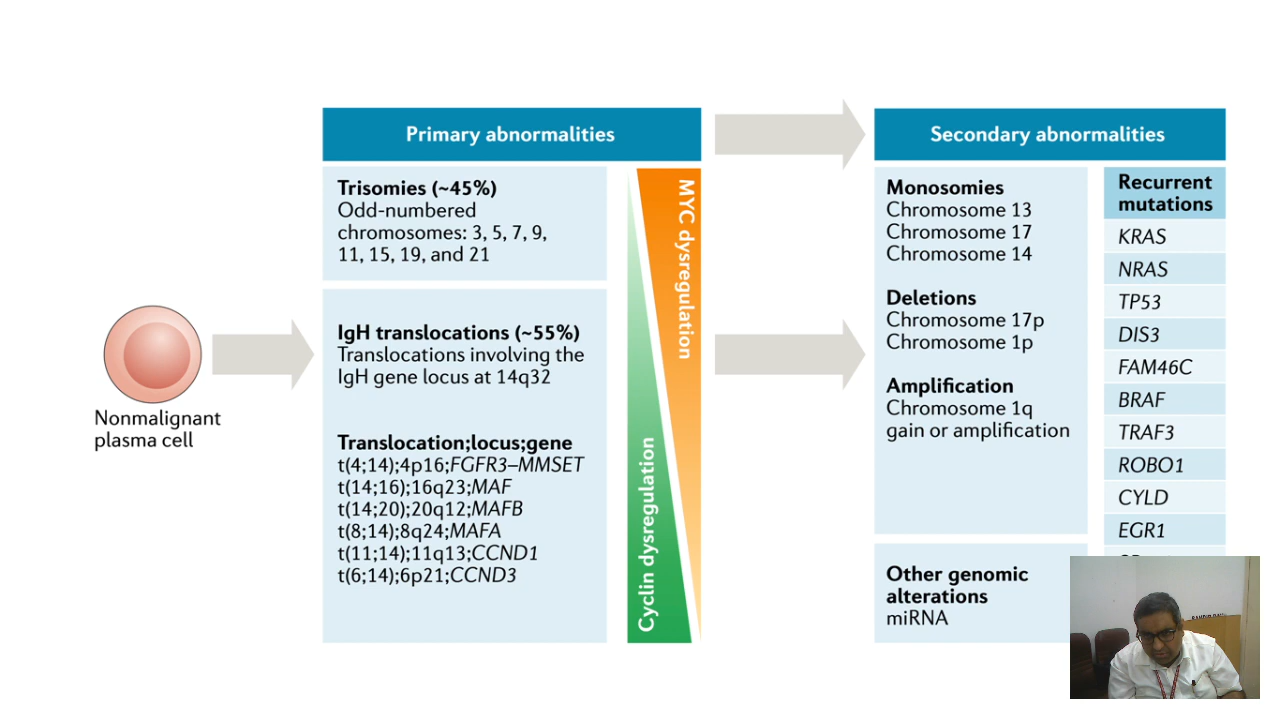 Primary abnormalities
Trisomies (~45%)
Odd-numbered
chromosomes: 3, 5, 7, 9,
11, 15, 19, and 21
IgH translocations (~55%)
Translocations involving the
IgH gene locus at 14q32
Translocation;locus;gene
t(4;14);4p16;FGFR3–MMSET
t(14;16);16q23;MAF
t(14;20);20q12;MAFB
t(8;14);8q24;MAFA
t(11;14);11q13;CCND1
t(6;14);6p21;CCND3
Nonmalignant
plasma cell
Cyclin dysregulation
MYC dysregulation
Secondary abnormalities
Monosomies
Chromosome 13
Chromosome 17
Chromosome 14
Deletions
Chromosome 17p
Chromosome 1p
Amplification
Chromosome 1q
gain or amplification
Other genomic
alterations
miRNA
Recurrent
mutations
KRAS
NRAS
TP53
DIS3
FAM46C
BRAF
TRAF3
ROBO1
CYLD
EGR1